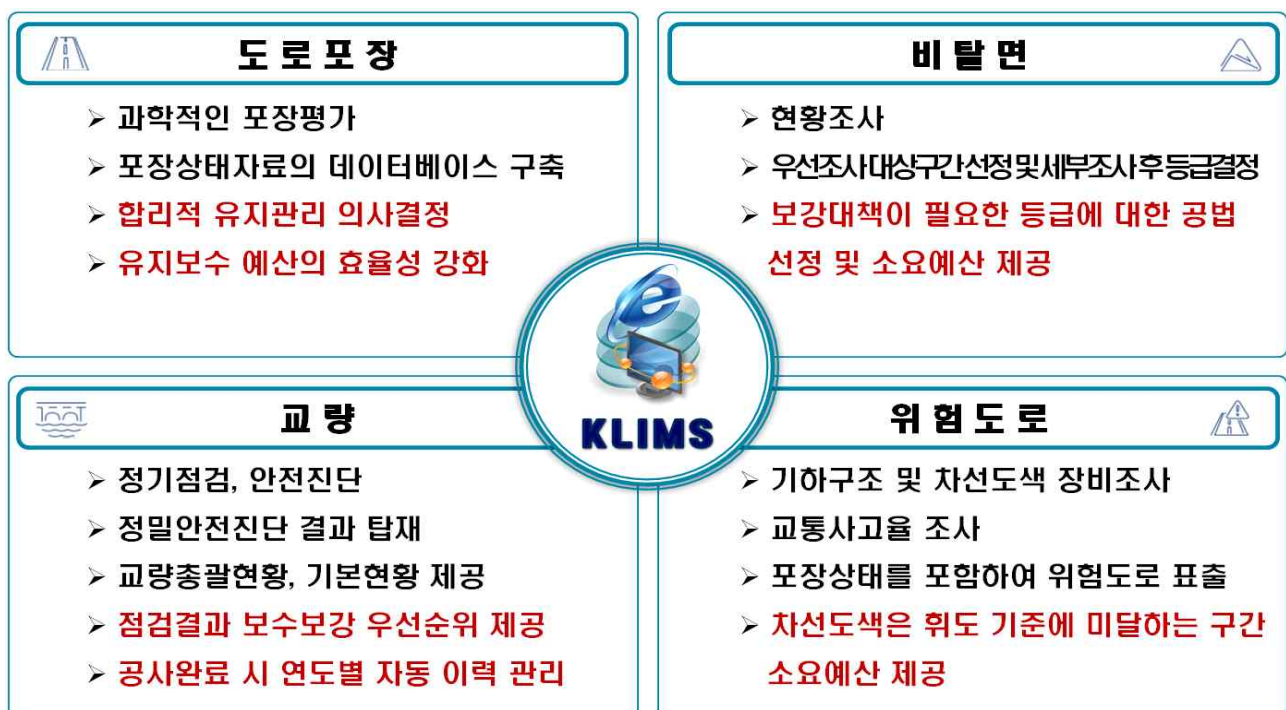 도로포장
과학적인 포장평가
포장상태자료의 데이터베이스 구축
합리적 유지관리 의사결정
유지보수 예산의 효율성 강화
비탈면
현황조사
우선조사대상구간선정및세부조사후등급결정
보강대책이 필요한 등급에 대한 공법
선정 및 소요예산 제공
KLIMS
교량
정기점검, 안전진단
정밀안전진단 결과 탑재
교량총괄현황, 기본현황 제공
점검결과 보수보강 우선순위 제공
공사완료 시 연도별 자동 이력 관리
위험도로
기하구조 및 차선도색 장비조사
교통사고율 조사
포장상태를 포함하여 위험도로 표출
차선도색은 휘도 기준에 미달하는 구간
소요예산 제공